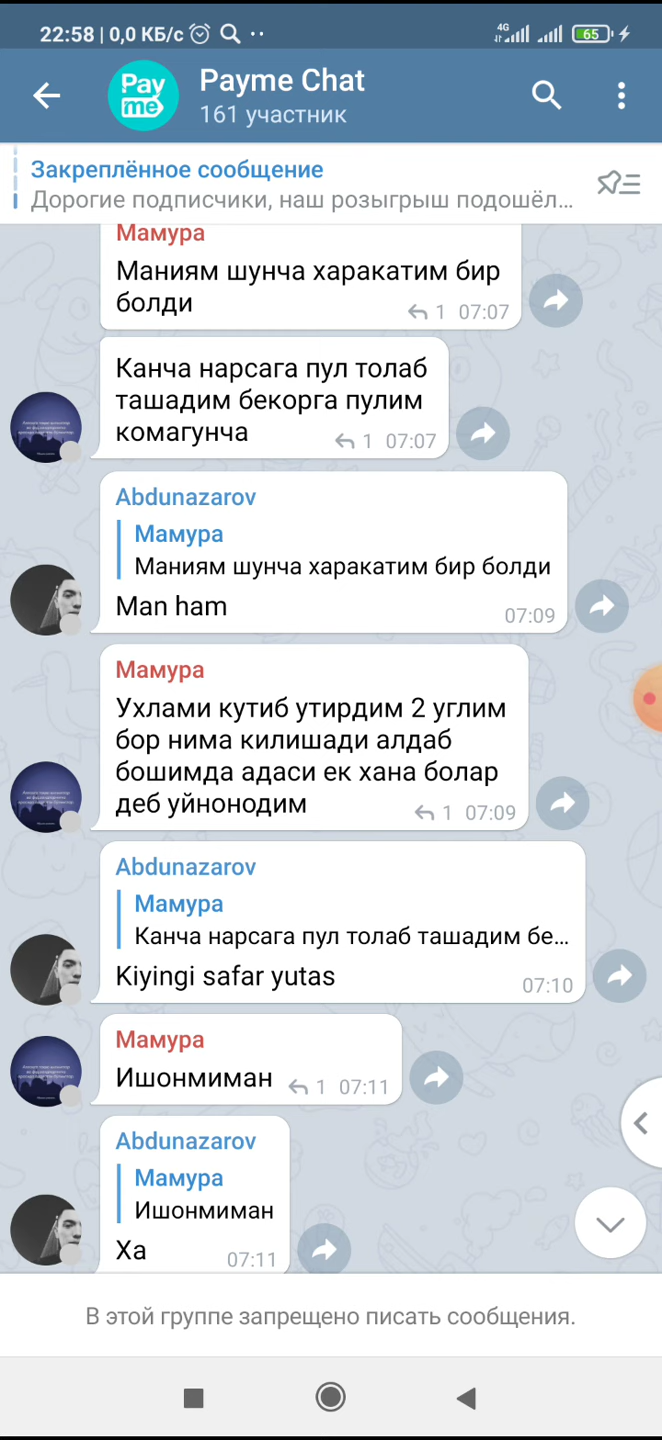 22:58 | 0,0 КБ/с
4G
65
Pay
me
Payme Chat
161 участник
Закреплённое сообщение
Дорогие подписчики, наш розыгрыш подошёл...
Мамура
Маниям шунча харакатим бир
болди
1 07:07
Канча нарсага пул толаб
ташадим бекорга пулим
комагунча
1 07:07
Abdunazarov
Мамура
Маниям шунча харакатим бир болди
Man ham
07:09
Мамура
Ухлами кутиб утирдим 2 углим
бор нима килишади алдаб
бошимда адаси ек хана болар
деб уйнонодим
1 07:09
Abdunazarov
Мамура
Канча нарсага пул толаб ташадим бе...
Kiyingi safar yutas
07:10
Мамура
Ишонмиман
1 07:11
Abdunazarov
Мамура
Ишонмиман
Ха
07:11
В этой группе запрещено писать сообщения.